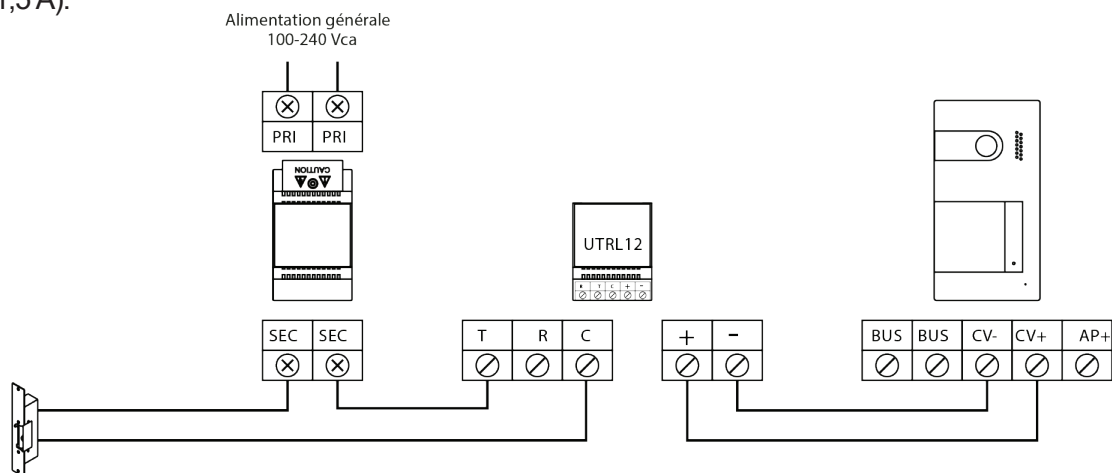 1,5 A).
Alimentation générale
100-240 Vca
PRI PRI
CAUTION
UTRL12
R T C + -
SEC SEC T R C + - BUS BUS CV- CV+ AP+